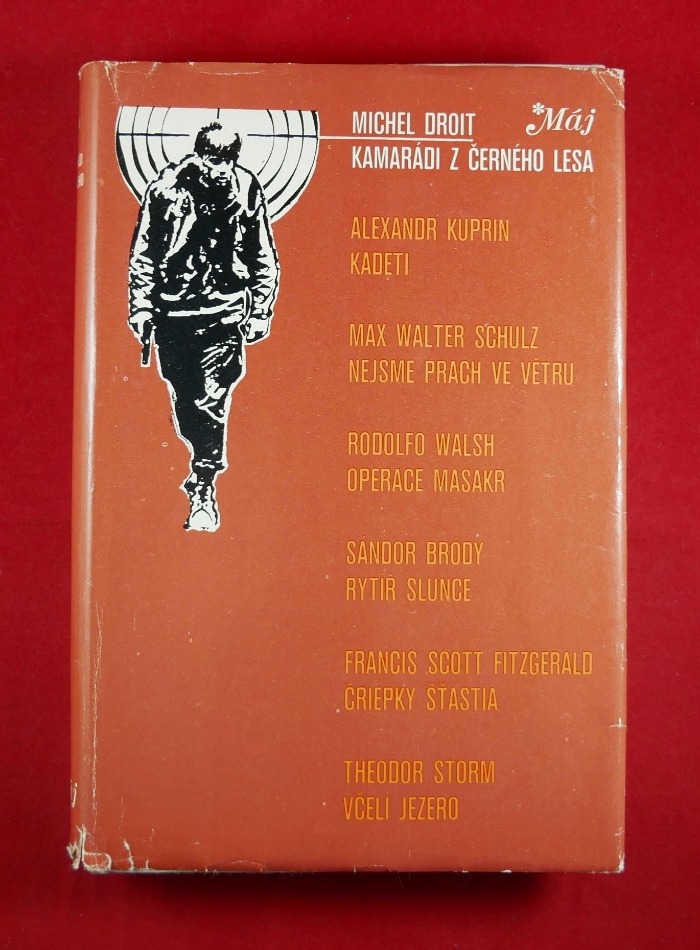 MICHEL DROIT
*Máj
KAMARÁDI Z ČERNÉHO LESA
ALEXANDR KUPRIN
KADETI
MAX WALTER SCHULZ
NEJSME PRACH VE VĚTRU
RODOLFO WALSH
OPERACE MASAKR
SÁNDOR BRÓDY
RYTÍŘ SLUNCE
FRANCIS SCOTT FITZGERALD
ČRIEPKY ŠŤASTIA
THEODOR STORM
VČELÍ JEZERO